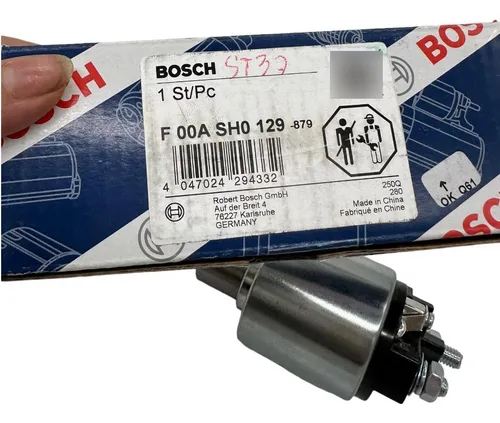 BOSCH
BOSCH ST37
1 St/Pc
F 00A SH0 129 -879
4 047024 294332
Robert Bosch GmbH
Auf der Breit 4
76227 Karlsruhe
GERMANY
250Q
280
Made in China
Fabriqué en Chine
↑
OK 061
BOSCH